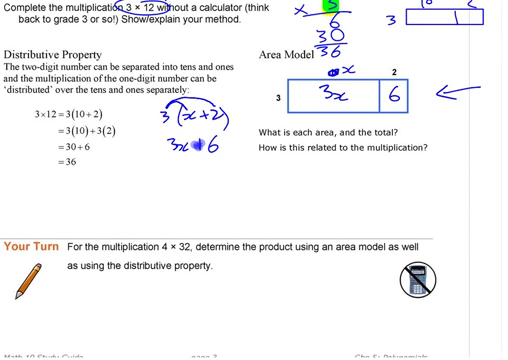 Complete the multiplication 3 × 12 without a calculator (think
back to grade 3 or so!) Show/explain your method.
× 3
6
30
36
10 2
3
Distributive Property
The two-digit number can be separated into tens and ones
and the multiplication of the one-digit number can be
‘distributed’ over the tens and ones separately:
3 × 12 = 3(10 + 2)
= 3(10) + 3(2)
= 30 + 6
= 36
3(x+2)
3x + 6
Area Model
x 2
3 3x 6
What is each area, and the total?
How is this related to the multiplication?
Your Turn For the multiplication 4 × 32, determine the product using an area model as well
as using the distributive property.
Math 10 Study Guide page 7 Chp 5: Polynomials